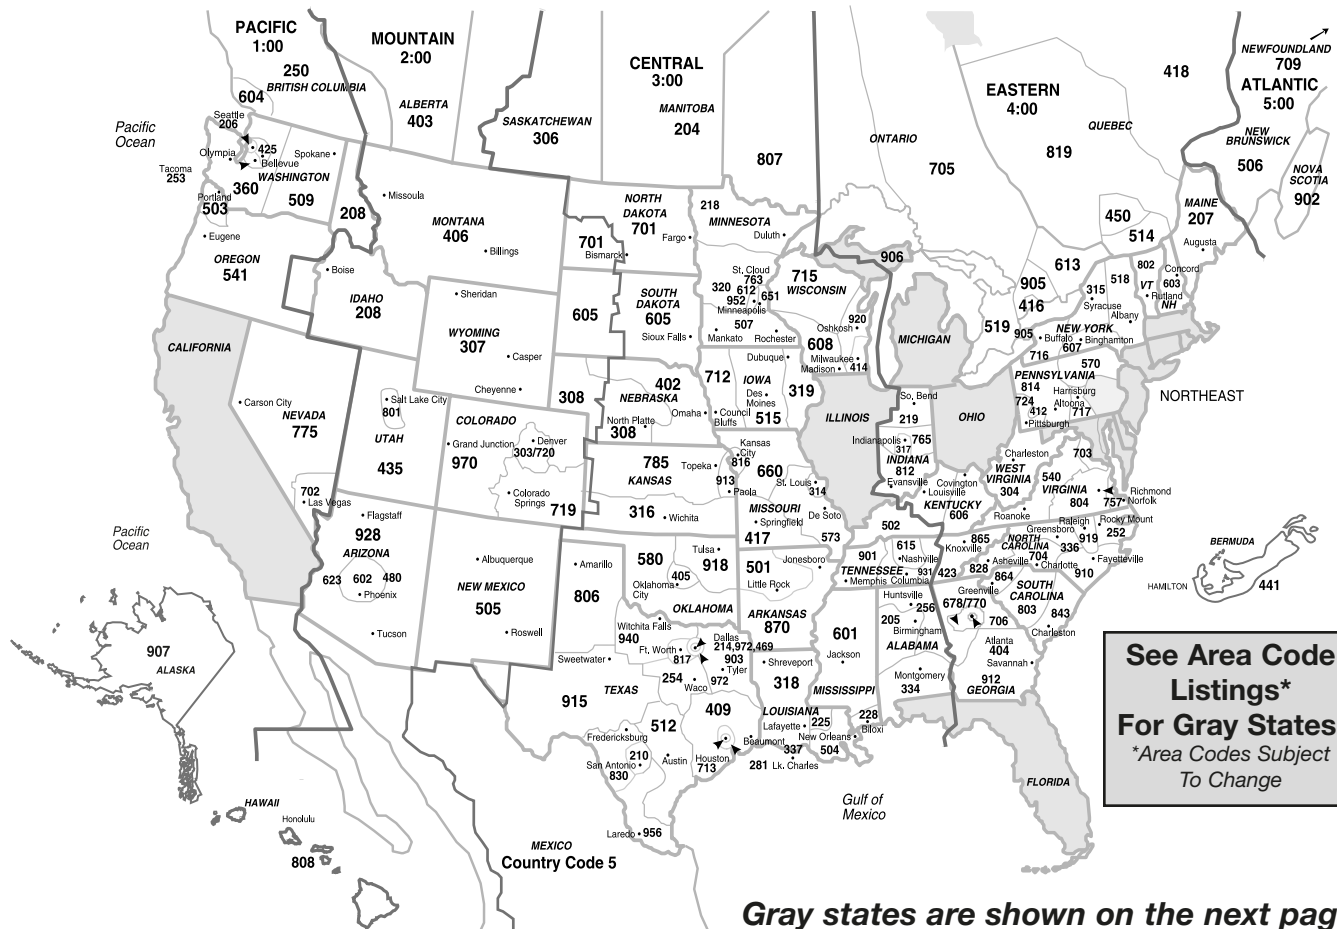 PACIFIC
1:00
250
BRITISH COLUMBIA
604
MOUNTAIN
2:00
ALBERTA
403
SASKATCHEWAN
306
CENTRAL
3:00
MANITOBA
204
807
ONTARIO
705
EASTERN
4:00
QUEBEC
819
418
NEWFOUNDLAND
709
ATLANTIC
5:00
NEW
BRUNSWICK
506
NOVA
SCOTIA
902
Pacific
Ocean
Seattle
206
425
Olympia
Bellevue
Spokane
Tacoma
253
WASHINGTON
360
509
Portland
503
Eugene
OREGON
541
208
Boise
IDAHO
208
Missoula
MONTANA
406
Billings
Sheridan
WYOMING
307
Casper
Cheyenne
CALIFORNIA
Carson City
NEVADA
775
702
Las Vegas
Salt Lake City
801
UTAH
435
COLORADO
Grand Junction
970
Denver
303/720
Colorado
Springs
719
Flagstaff
928
ARIZONA
623
602
480
Phoenix
Tucson
Albuquerque
NEW MEXICO
505
Roswell
NORTH
DAKOTA
701
701
Bismarck
Fargo
SOUTH
DAKOTA
605
605
Sioux Falls
308
402
NEBRASKA
North Platte
308
Omaha
785
Topeka
KANSAS
913
Paola
316
Wichita
218
MINNESOTA
Duluth
St. Cloud
763
320
612
952
651
Minneapolis
507
Mankato
Rochester
715
WISCONSIN
906
920
Oshkosh
608
Milwaukee
Madison
414
Dubuque
712
IOWA
319
Des
Moines
Council
Bluffs
515
Kansas
City
816
660
St. Louis
314
MISSOURI
Springfield
De Soto
417
573
ILLINOIS
MICHIGAN
OHIO
So. Bend
219
Indianapolis
765
317
INDIANA
812
Evansville
Covington
Louisville
KENTUCKY
606
502
Charleston
WEST
VIRGINIA
304
703
540
VIRGINIA
804
757
Richmond
Norfolk
Roanoke
450
514
613
905
416
519
905
MAINE
207
Augusta
802
VT
Rutland
Concord
603
NH
518
315
Syracuse
Albany
NEW YORK
Buffalo
607
Binghamton
716
570
PENNSYLVANIA
814
Harrisburg
724
Altoona
412
717
Pittsburgh
NORTHEAST
Amarillo
806
580
Tulsa
918
405
Oklahoma
City
OKLAHOMA
Witchita Falls
940
Dallas
214,972,469
Ft. Worth
817
903
Tyler
Sweetwater
254
972
Waco
915
TEXAS
409
512
Fredericksburg
210
San Antonio
830
Austin
Houston
713
Beaumont
281
Laredo
956
Jonesboro
501
Little Rock
ARKANSAS
870
Shreveport
318
LOUISIANA
Lafayette
225
New Orleans
337
504
Lk. Charles
901
615
Nashville
TENNESSEE
931
423
Memphis
Columbia
Knoxville
865
601
Jackson
MISSISSIPPI
228
Biloxi
Huntsville
256
205
Birmingham
ALABAMA
Montgomery
334
678/770
706
Atlanta
404
Savannah
912
GEORGIA
Raleigh
Rocky Mount
Greensboro
919
252
NORTH
CAROLINA
336
704
Asheville
828
Charlotte
Fayetteville
910
864
Greenville
SOUTH
CAROLINA
803
843
Charleston
FLORIDA
BERMUDA
HAMILTON
441
Pacific
Ocean
907
ALASKA
HAWAII
Honolulu
808
MEXICO
Country Code 5
Gulf of
Mexico
See Area Code
Listings*
For Gray States
*Area Codes Subject
To Change
Gray states are shown on the next pag